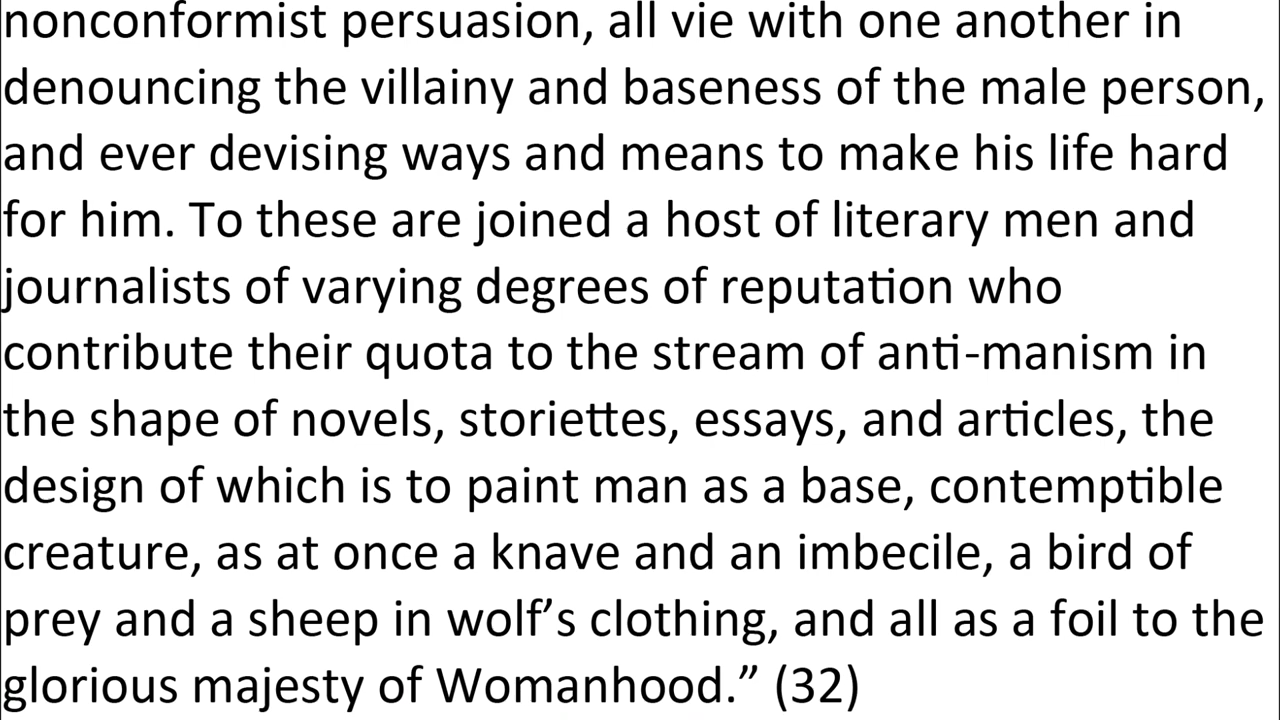 nonconformist persuasion, all vie with one another in
denouncing the villainy and baseness of the male person,
and ever devising ways and means to make his life hard
for him. To these are joined a host of literary men and
journalists of varying degrees of reputation who
contribute their quota to the stream of anti-manism in
the shape of novels, storiettes, essays, and articles, the
design of which is to paint man as a base, contemptible
creature, as at once a knave and an imbecile, a bird of
prey and a sheep in wolf’s clothing, and all as a foil to the
glorious majesty of Womanhood.” (32)